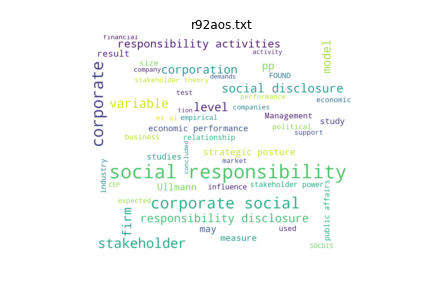 r92aos.txt
financial
responsibility activities
activity
model
result
size
corporation
pp
company
demands
FOUND
stakeholder theory
social disclosure
corporate
test
performance
economic
variable
level
tion
companies
et al
empirical
Management
study
economic performance
political
business
relationship
support
concluded
studies
strategic posture
market
industry
social responsibility
CEP
Ullmann
influence
stakeholder power
public affairs
expected
corporate social
firm
responsibility disclosure
may
used
stakeholder
measure
SOCDIS